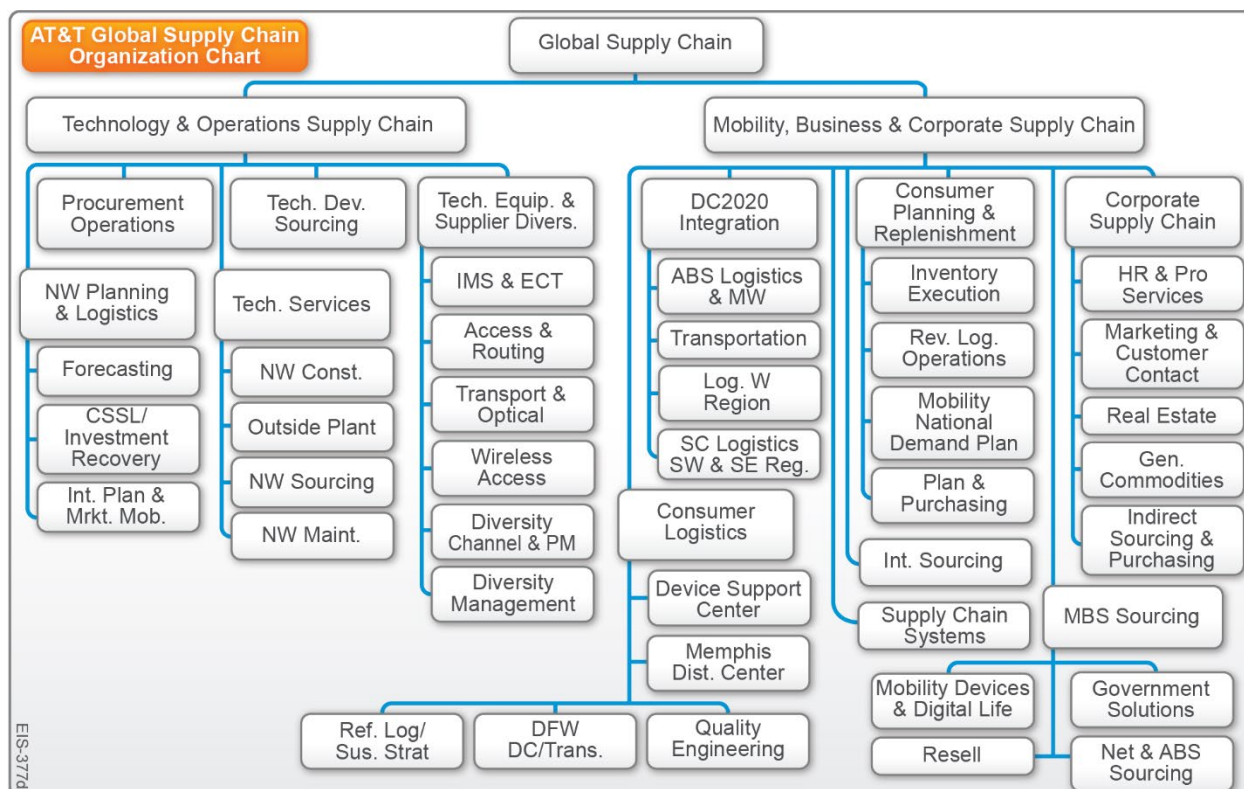 AT&T Global Supply Chain
Organization Chart
Global Supply Chain
Technology & Operations Supply Chain
Mobility, Business & Corporate Supply Chain
Procurement
Operations
Tech. Dev.
Sourcing
Tech. Equip. &
Supplier Divers.
DC2020
Integration
Consumer
Planning &
Replenishment
Corporate
Supply Chain
NW Planning
& Logistics
Forecasting
CSSL/
Investment
Recovery
Int. Plan &
Mrkt. Mob.
Tech. Services
NW Const.
Outside Plant
NW Sourcing
NW Maint.
IMS & ECT
Access &
Routing
Transport &
Optical
Wireless
Access
Diversity
Channel & PM
Diversity
Management
ABS Logistics
& MW
Transportation
Log. W
Region
SC Logistics
SW & SE Reg.
Consumer
Logistics
Device Support
Center
Memphis
Dist. Center
Ref. Log/
Sus. Strat
DFW
DC/Trans.
Quality
Engineering
Inventory
Execution
Rev. Log.
Operations
Mobility
National
Demand Plan
Plan &
Purchasing
Int. Sourcing
Supply Chain
Systems
HR & Pro
Services
Marketing &
Customer
Contact
Real Estate
Gen.
Commodities
Indirect
Sourcing &
Purchasing
MBS Sourcing
Mobility Devices
& Digital Life
Government
Solutions
Resell
Net & ABS
Sourcing
EIS-377d